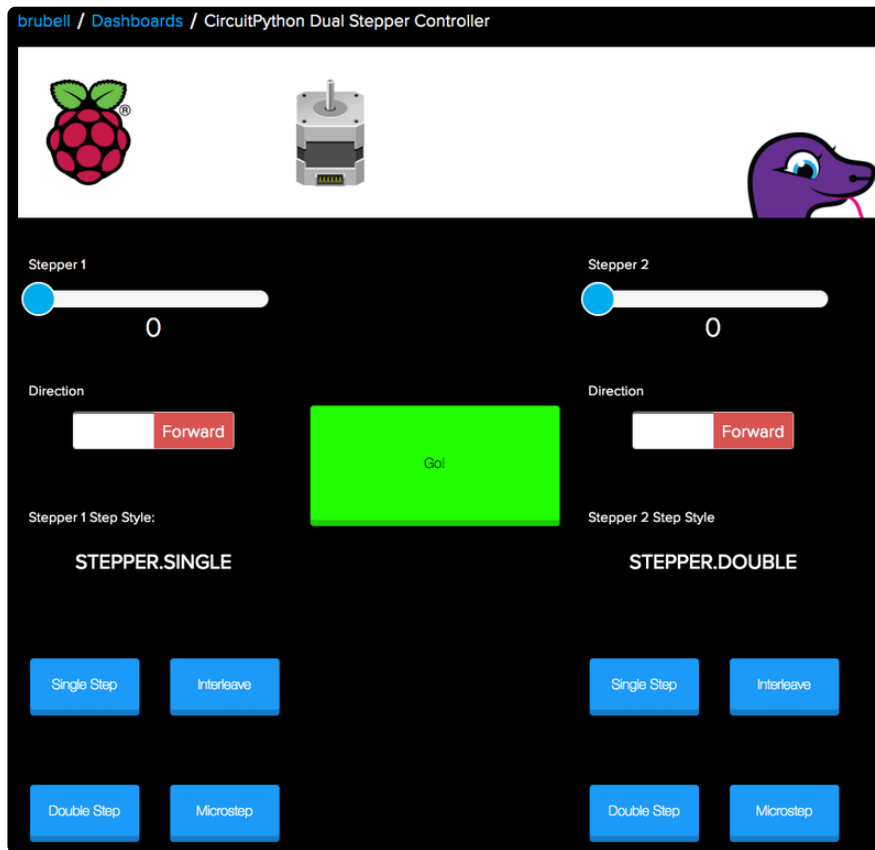 brubell / Dashboards / CircuitPython Dual Stepper Controller
®
Stepper 1
0
Direction
Forward
Stepper 1 Step Style:
STEPPER.SINGLE
Single Step
Interleave
Double Step
Microstep
Go!
Stepper 2
0
Direction
Forward
Stepper 2 Step Style
STEPPER.DOUBLE
Single Step
Interleave
Double Step
Microstep